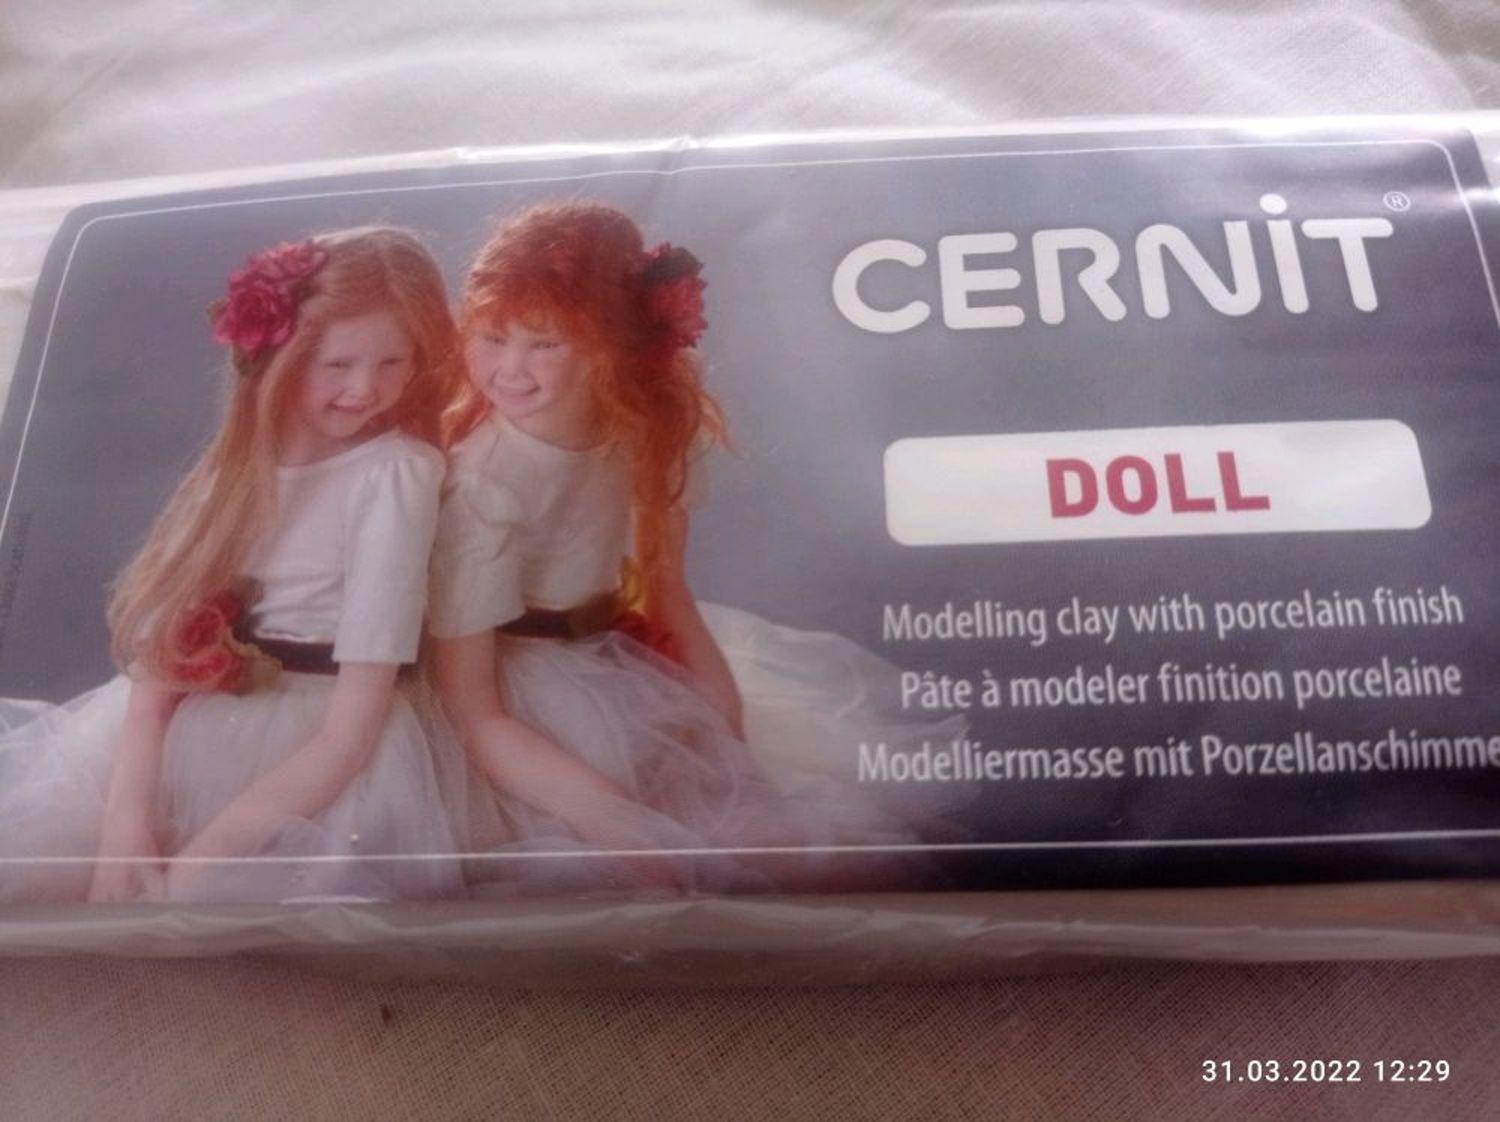 CERNiT®
DOLL
Modelling clay with porcelain finish
Pâte à modeler finition porcelaine
Modelliermasse mit Porzellanschimme
31.03.2022 12:29